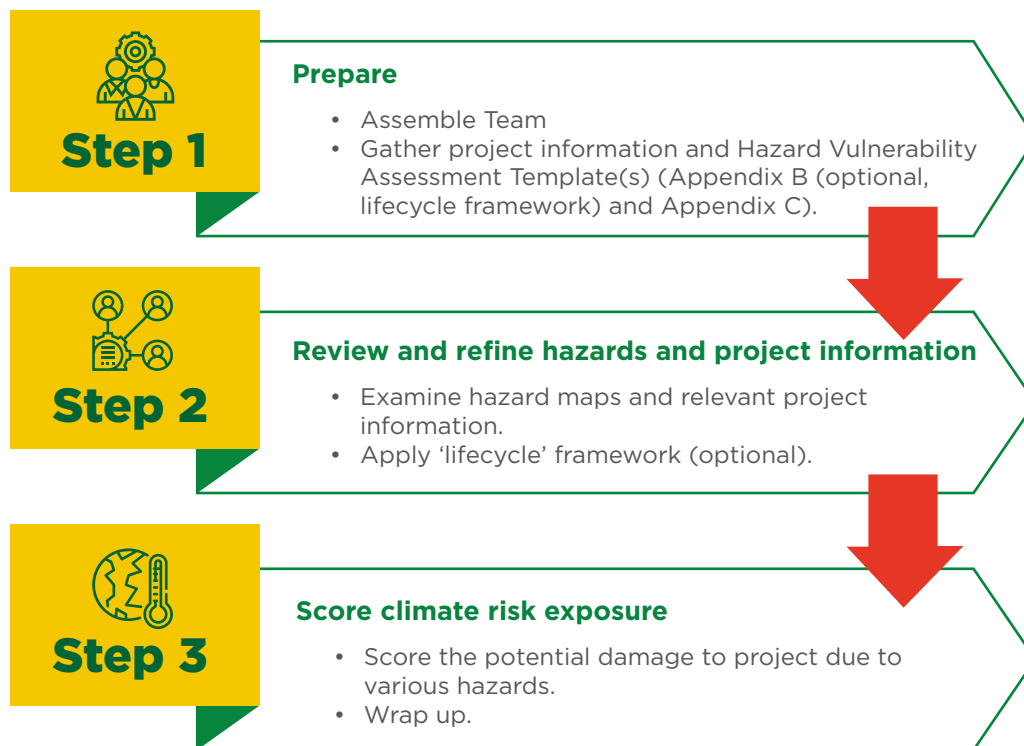 Step 1
Prepare
• Assemble Team
• Gather project information and Hazard Vulnerability
Assessment Template(s) (Appendix B (optional,
lifecycle framework) and Appendix C).
Step 2
Review and refine hazards and project information
• Examine hazard maps and relevant project
information.
• Apply ‘lifecycle’ framework (optional).
Step 3
Score climate risk exposure
• Score the potential damage to project due to
various hazards.
• Wrap up.